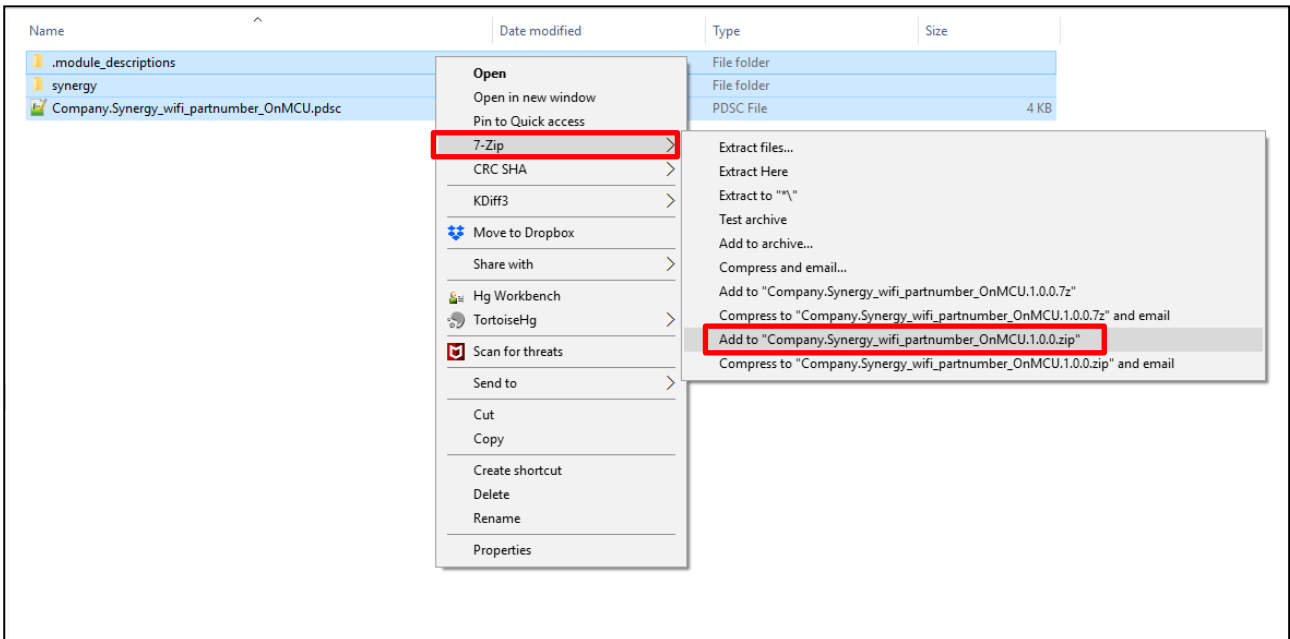 Name Date modified Type Size
.module_descriptions File folder
synergy File folder
Company.Synergy_wifi_partnumber_OnMCU.pdsc PDSC File 4 KB
Open
Open in new window
Pin to Quick access
7-Zip
CRC SHA
KDiff3
Move to Dropbox
Share with
Hg Workbench
TortoiseHg
Scan for threats
Send to
Cut
Copy
Create shortcut
Delete
Rename
Properties
Extract files...
Extract Here
Extract to "*\"
Test archive
Add to archive...
Compress and email...
Add to "Company.Synergy_wifi_partnumber_OnMCU.1.0.0.7z"
Compress to "Company.Synergy_wifi_partnumber_OnMCU.1.0.0.7z" and email
Add to "Company.Synergy_wifi_partnumber_OnMCU.1.0.0.zip"
Compress to "Company.Synergy_wifi_partnumber_OnMCU.1.0.0.zip" and email